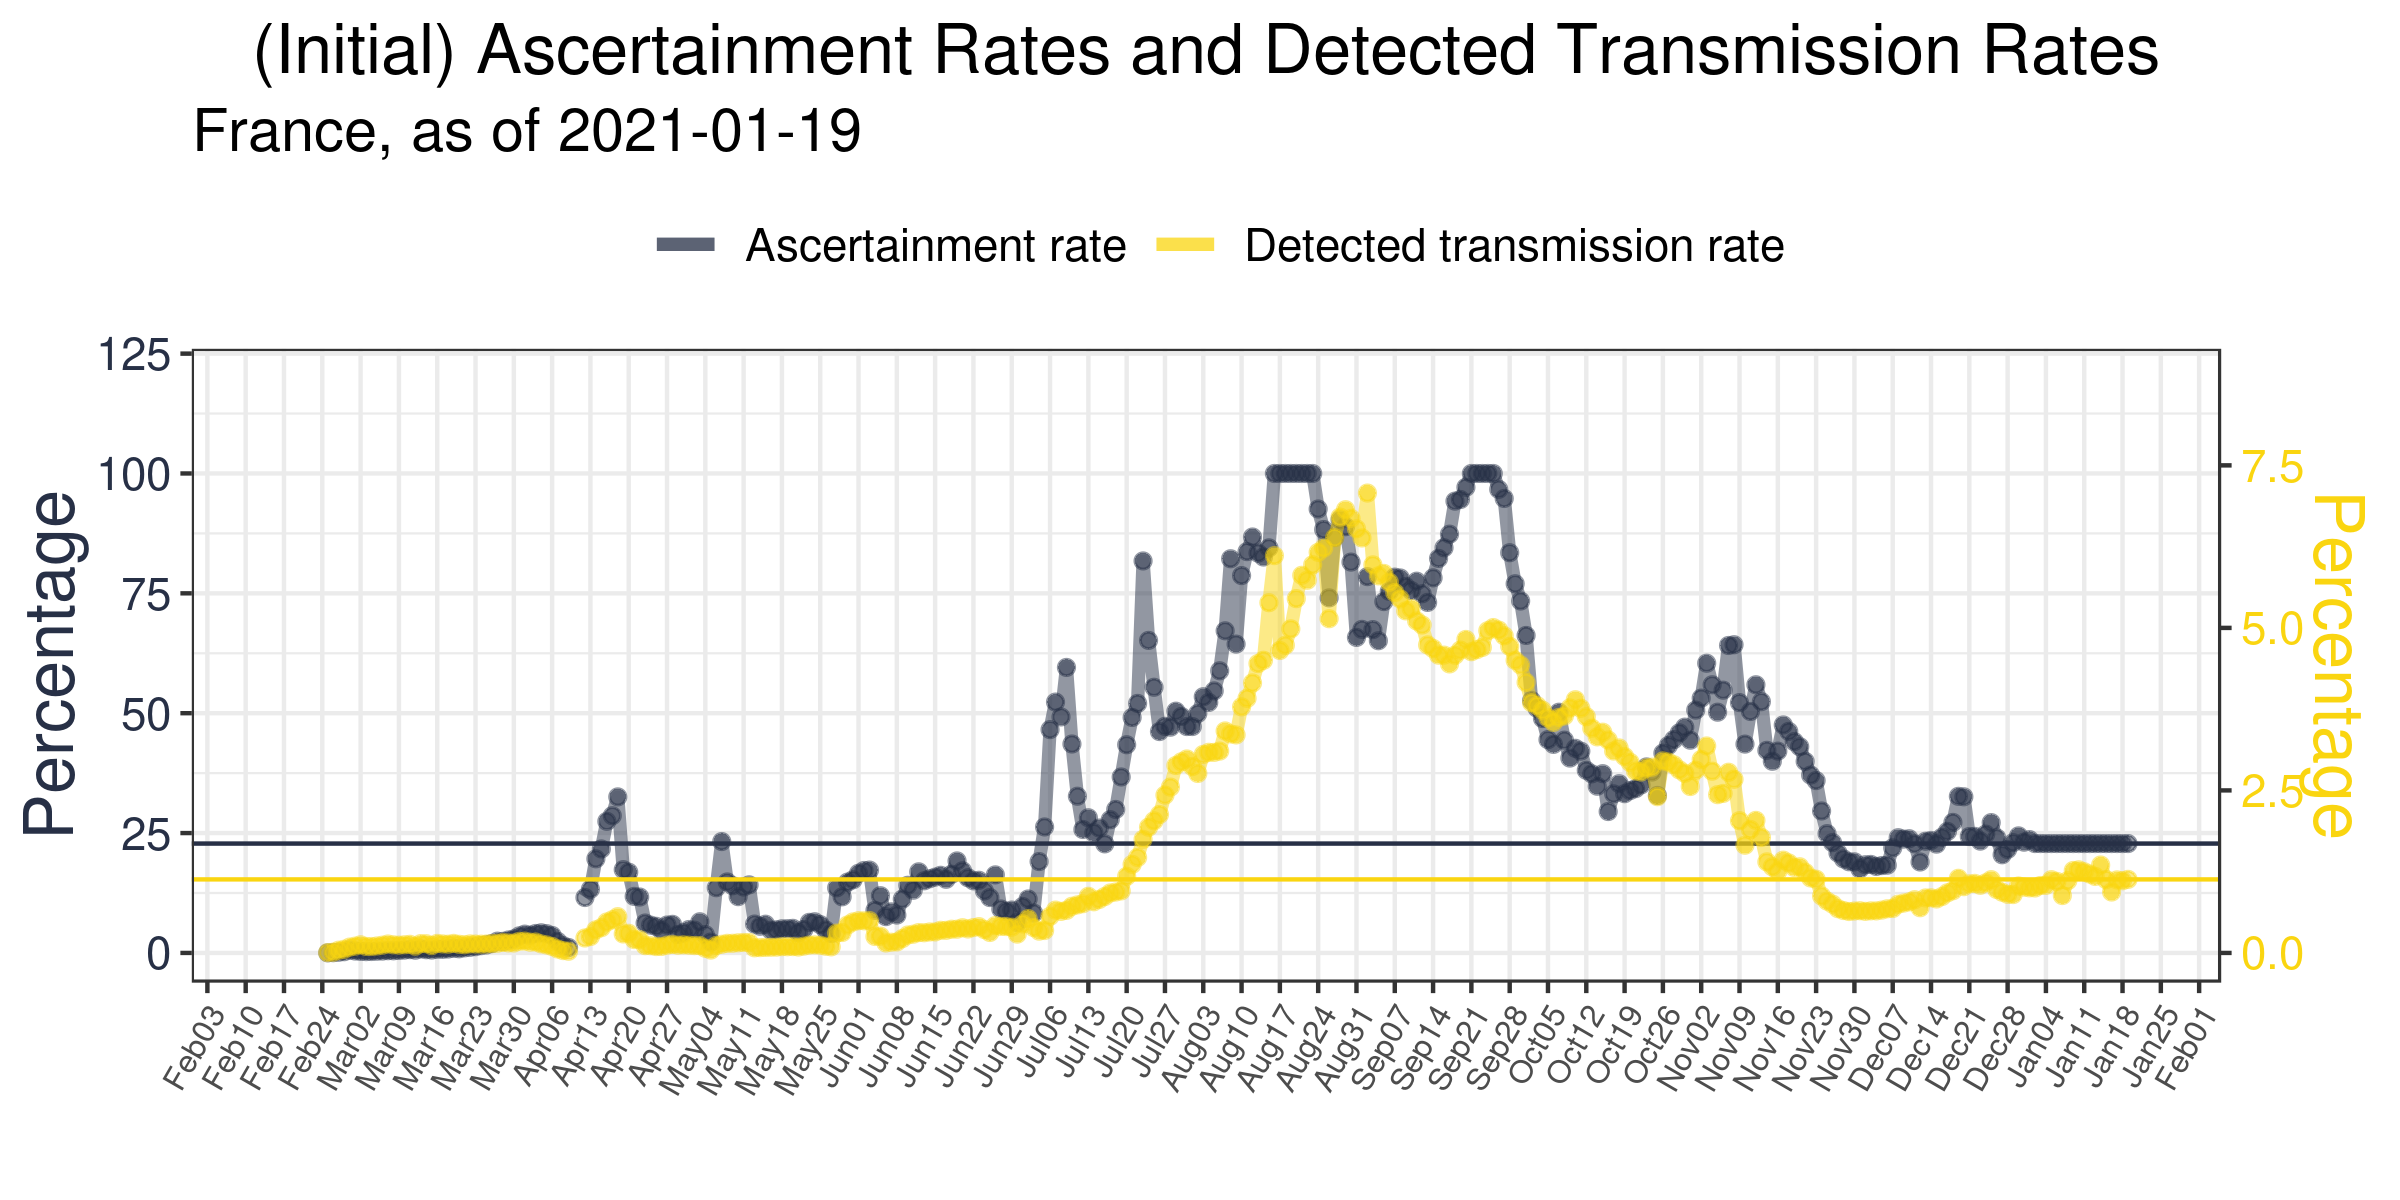 (Initial) Ascertainment Rates and Detected Transmission Rates
France, as of 2021-01-19
Ascertainment rate
Detected transmission rate
Percentage
125
100
75
50
25
0
7.5
5.0
2.5
0.0
Percentage
Feb03
Feb10
Feb17
Feb24
Mar02
Mar09
Mar16
Mar23
Mar30
Apr06
Apr13
Apr20
Apr27
May04
May11
May18
May25
Jun01
Jun08
Jun15
Jun22
Jun29
Jul06
Jul13
Jul20
Jul27
Aug03
Aug10
Aug17
Aug24
Aug31
Sep07
Sep14
Sep21
Sep28
Oct05
Oct12
Oct19
Oct26
Nov02
Nov09
Nov16
Nov23
Nov30
Dec07
Dec14
Dec21
Dec28
Jan04
Jan11
Jan18
Jan25
Feb01